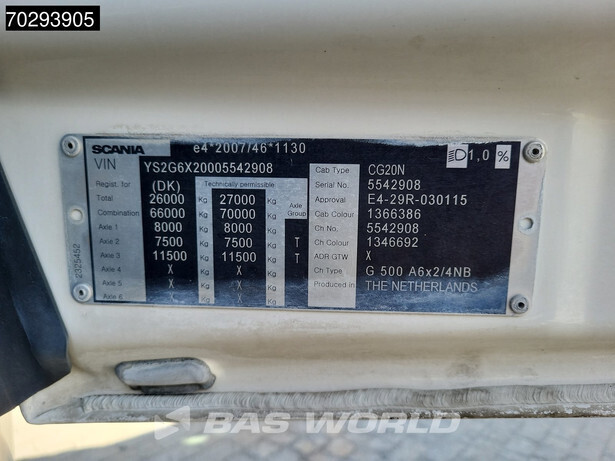 70293905
SCANIA e4*2007/46*1130
VIN YS2G6X20005542908
1,0 %
Regist. for (DK) Technically permissible
Total 26000 Kg 27000 Kg
Combination 66000 Kg 70000 Kg Axle Group
Axle 1 8000 Kg 8000 Kg
Axle 2 7500 Kg 7500 Kg T
Axle 3 11500 Kg 11500 Kg T
Axle 4 X Kg X Kg
Axle 5 X Kg X Kg
Axle 6 X Kg X Kg
Cab Type CG20N
Serial No. 5542908
Approval E4-29R-030115
Cab Colour 1366386
Ch No. 5542908
Ch Colour 1346692
ADR GTW X
Ch Type G 500 A6x2/4NB
Produced in THE NETHERLANDS
2325452
BAS WORLD